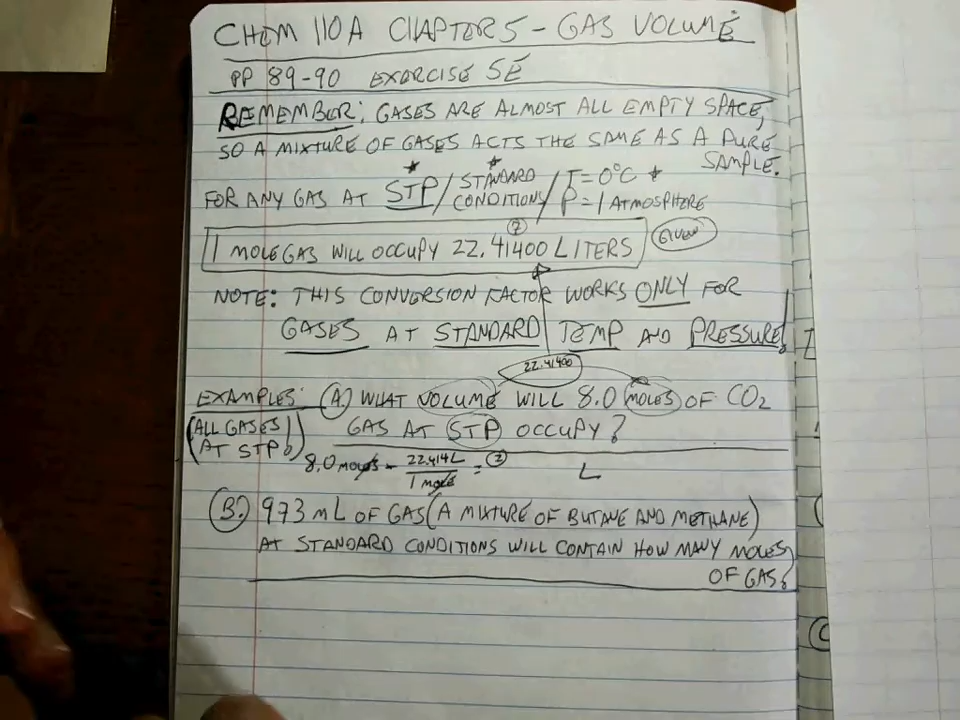 CHEM 110A CHAPTER 5 - GAS VOLUME
PP 89-90 EXERCISE 5E
REMEMBER: GASES ARE ALMOST ALL EMPTY SPACE,
SO A MIXTURE OF GASES ACTS THE SAME AS A PURE
SAMPLE.
FOR ANY GAS AT STP / STANDARD CONDITIONS / T = 0°C
P = 1 ATMOSPHERE
7
1 MOLE GAS WILL OCCUPY 22.41400 LITERS GIVEN
NOTE: THIS CONVERSION FACTOR WORKS ONLY FOR
GASES AT STANDARD TEMP AND PRESSURE
22.41400
EXAMPLES: A. WHAT VOLUME WILL 8.0 MOLES OF CO2
(ALL GASES AT STP) GAS AT STP OCCUPY?
8.0 moles 22.414 L / 1 mole = 2 L
B. 973 mL OF GAS (A MIXTURE OF BUTANE AND METHANE)
AT STANDARD CONDITIONS WILL CONTAIN HOW MANY MOLES
OF GAS?
C